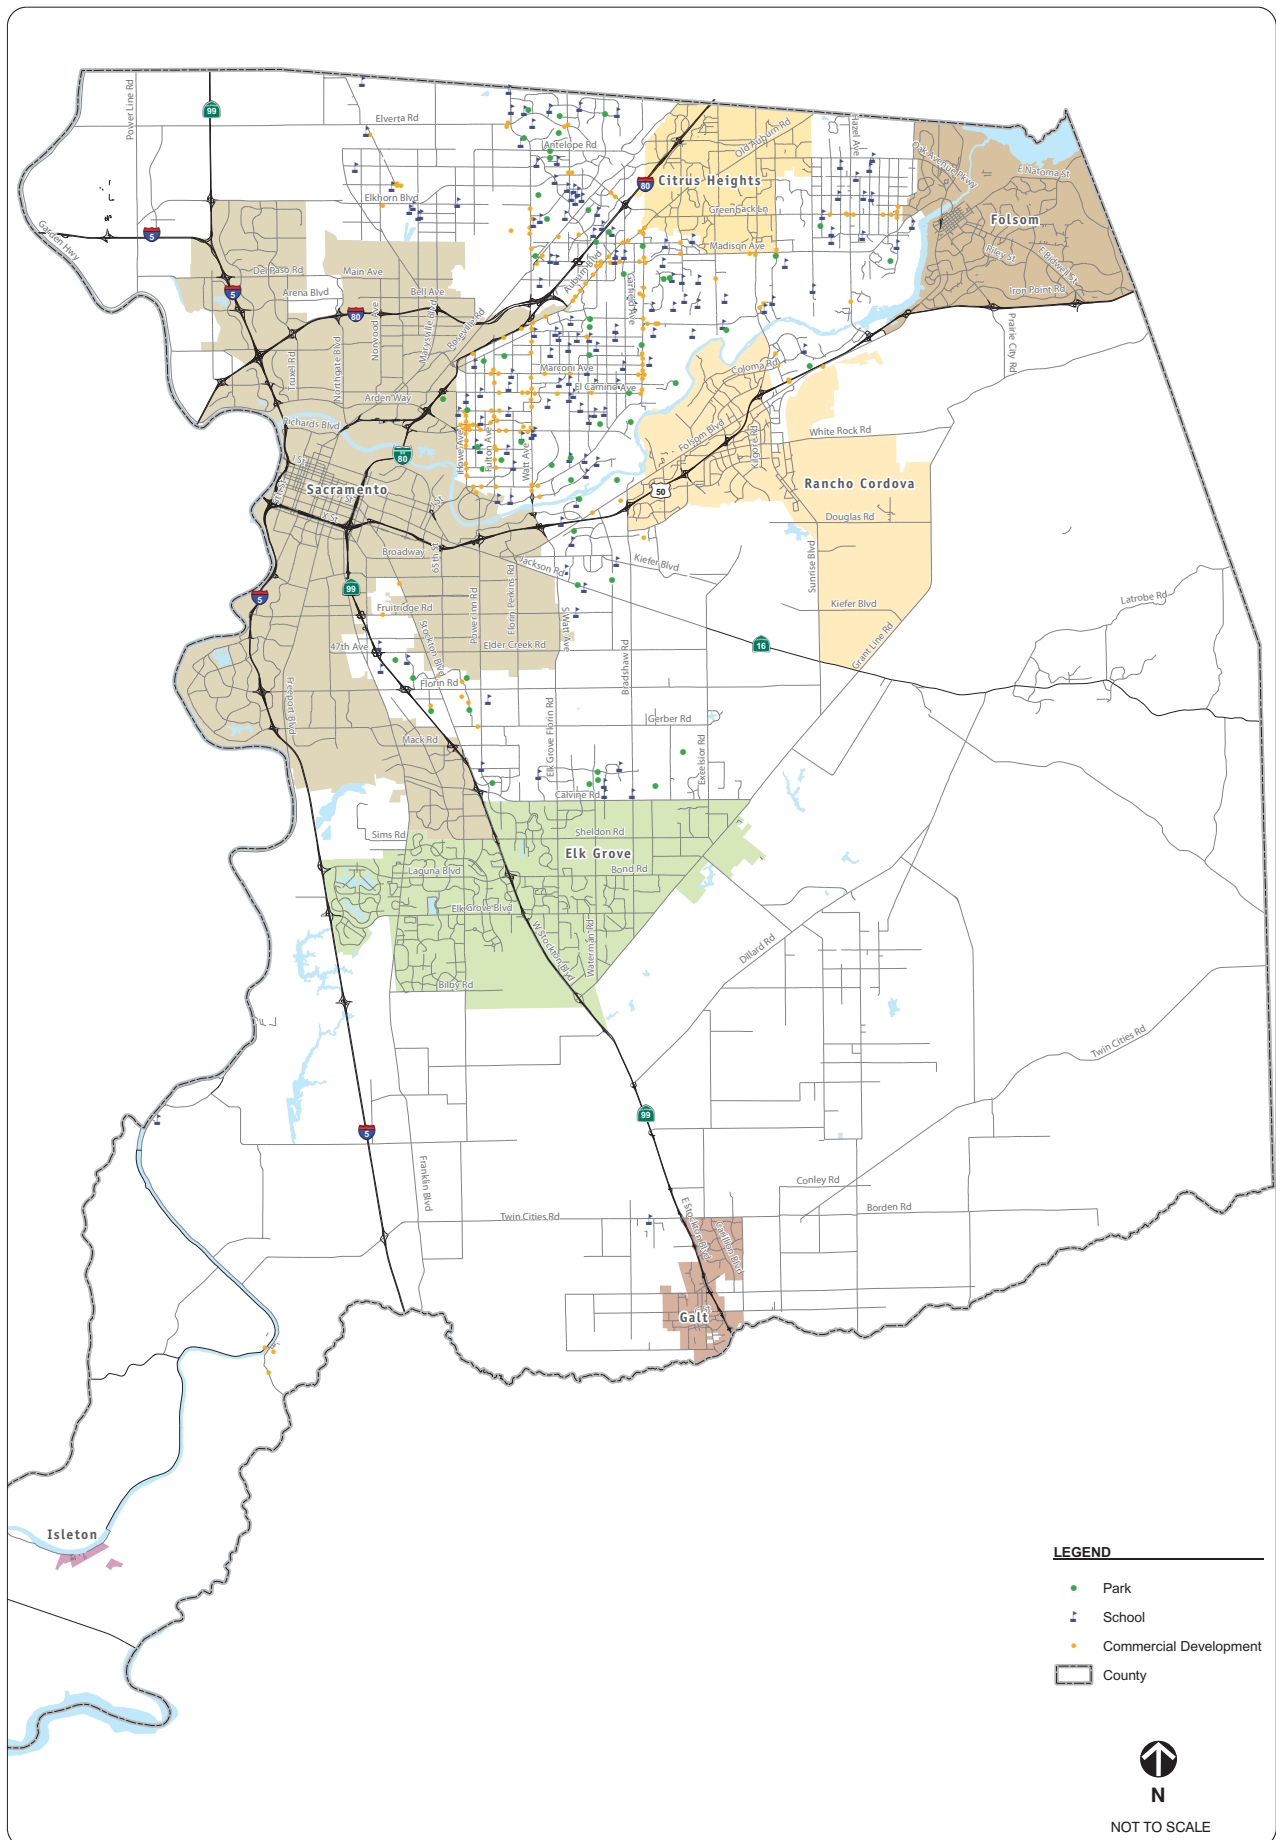 Power Line Rd
99
Elverta Rd
Antelope Rd
Old Auburn Rd
Hazel Ave
Oak Avenue Pkwy
E Natoma St
80
Citrus Heights
Elkhorn Blvd
Greenback Ln
Folsom
Garden Hwy
5
Madison Ave
Riley St
E Bidwell St
Del Paso Rd
Main Ave
Auburn Blvd
Garfield Ave
Iron Point Rd
5
Arena Blvd
Bell Ave
80
Norwood Ave
Marysville Blvd
Roseville Rd
Prairie City Rd
Truxel Rd
Northgate Blvd
Marconi Ave
Coloma Rd
El Camino Ave
Arden Way
Richards Blvd
Howe Ave
Fulton Ave
Watt Ave
Folsom Blvd
Kilgore Rd
White Rock Rd
80
I St
Sacramento
J St
50
Rancho Cordova
X St
Douglas Rd
Broadway
65th St
Jackson Rd
Kiefer Blvd
Sunrise Blvd
99
5
Power Inn Rd
Florin Perkins Rd
S Watt Ave
Fruitridge Rd
Kiefer Blvd
Latrobe Rd
Stockton Blvd
47th Ave
Elder Creek Rd
Bradshaw Rd
16
Grant Line Rd
Florin Rd
Freeport Blvd
Elk Grove Florin Rd
Gerber Rd
Mack Rd
Excelsior Rd
Calvine Rd
Sims Rd
Sheldon Rd
Elk Grove
Laguna Blvd
Bond Rd
Elk Grove Blvd
W Stockton Blvd
Waterman Rd
Dillard Rd
Bilby Rd
Twin Cities Rd
99
5
Franklin Blvd
Conley Rd
Twin Cities Rd
E Stockton Blvd
Carillion Blvd
Borden Rd
Galt
Isleton
LEGEND
Park
School
Commercial Development
County
N
NOT TO SCALE